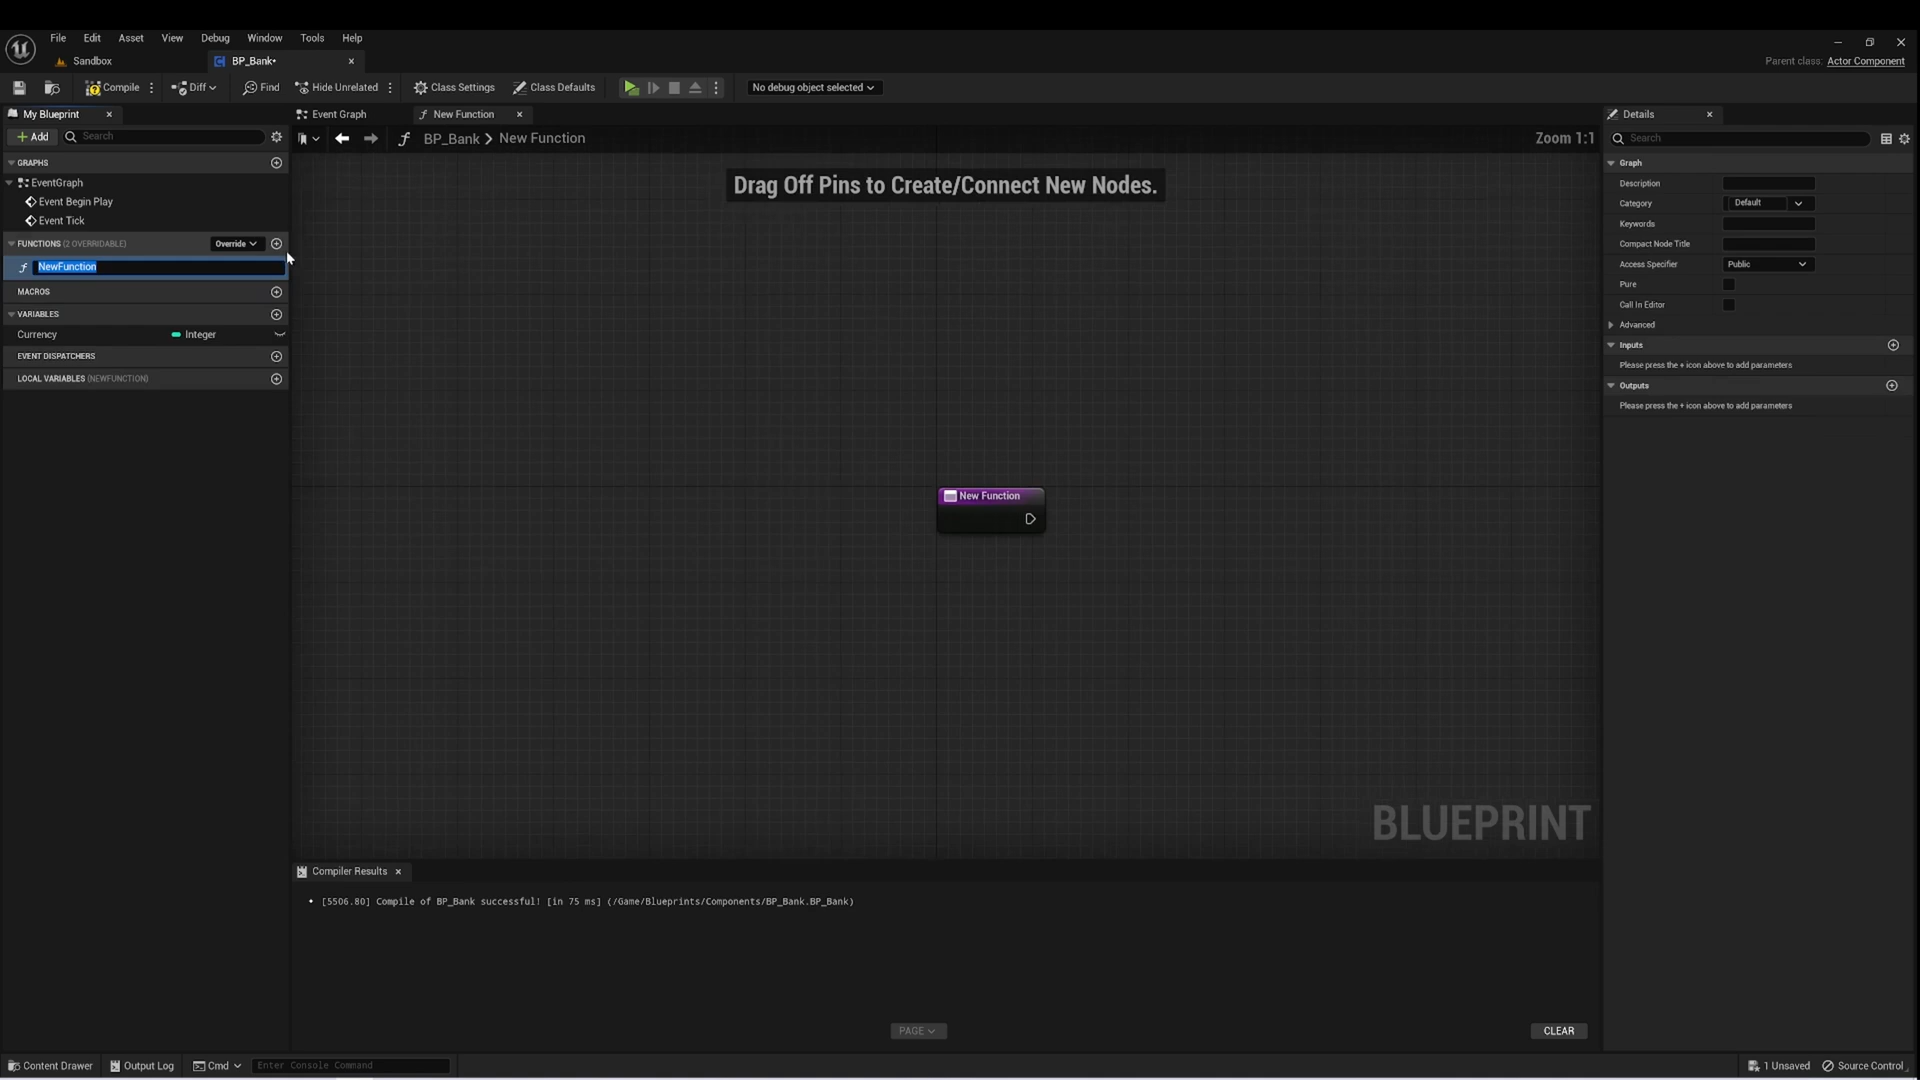 File Edit Asset View Debug Window Tools Help
Sandbox BP_Bank•
Parent class: Actor Component
Compile Diff Find Hide Unrelated Class Settings Class Defaults No debug object selected
My Blueprint Event Graph New Function Details
Add Search BP_Bank New Function Zoom 1:1 Search
GRAPHS Graph
Drag Off Pins to Create/Connect New Nodes.
EventGraph Description
Event Begin Play Category Default
Event Tick Keywords
FUNCTIONS (2 OVERRIDABLE) Override Compact Node Title
NewFunction Access Specifier Public
Pure
MACROS
Call In Editor
VARIABLES Advanced
Currency Integer Inputs
EVENT DISPATCHERS Please press the + icon above to add parameters
LOCAL VARIABLES (NEWFUNCTION) Outputs
Please press the + icon above to add parameters
New Function
BLUEPRINT
Compiler Results
• [5506.80] Compile of BP_Bank successful! [in 75 ms] (/Game/Blueprints/Components/BP_Bank.BP_Bank)
PAGE CLEAR
Content Drawer Output Log Cmd Enter Console Command 1 Unsaved Source Control